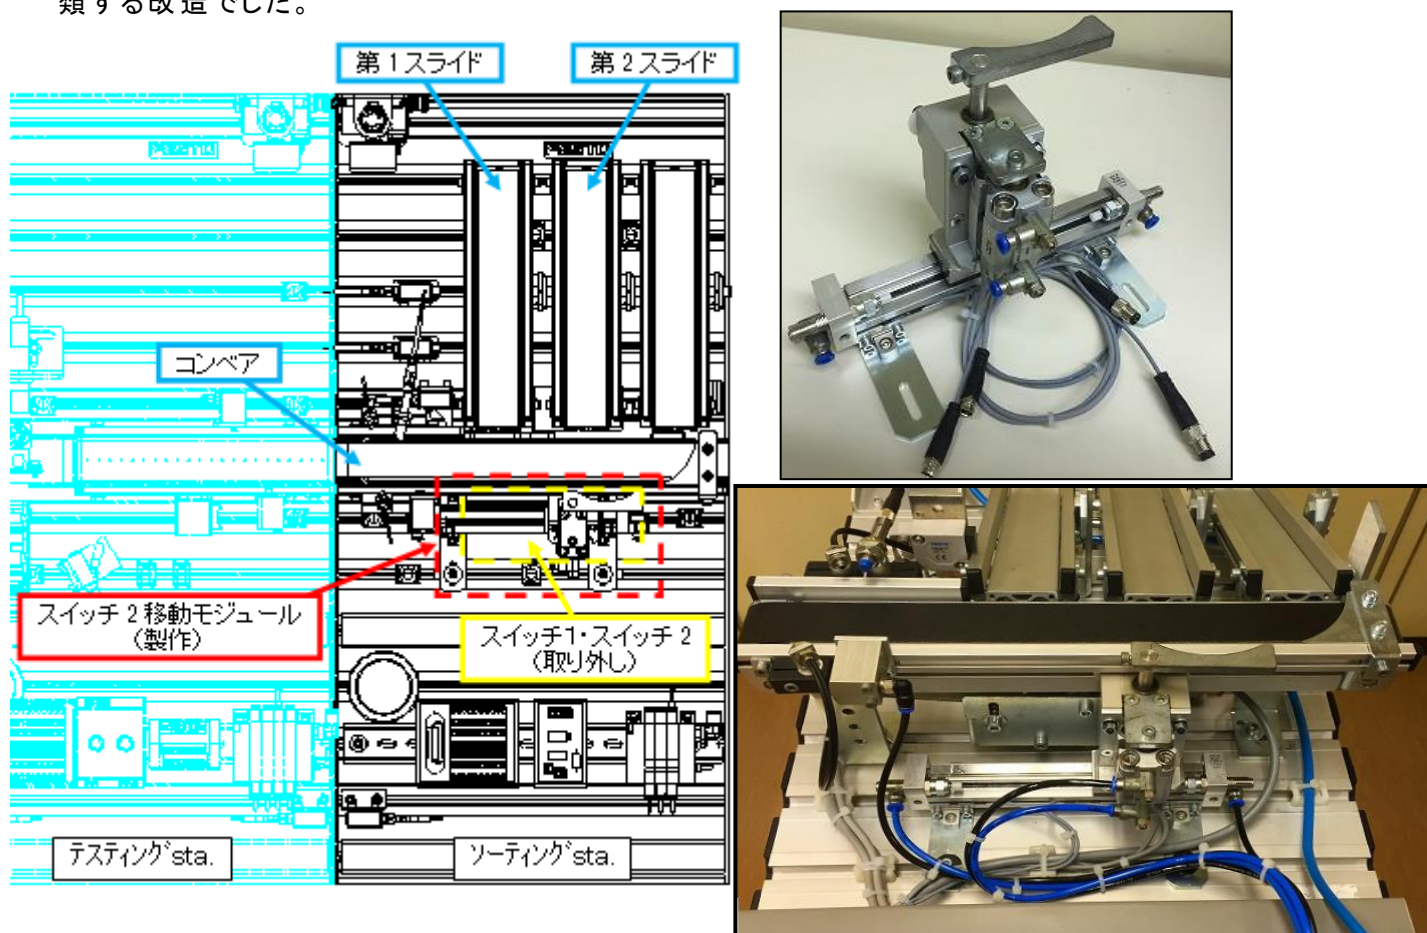 類する改造でした。
第1スライド
第2スライド
コンベア
スイッチ2移動モジュール
(製作)
スイッチ1・スイッチ2
(取り外し)
テスティングsta.
ソーティングsta.